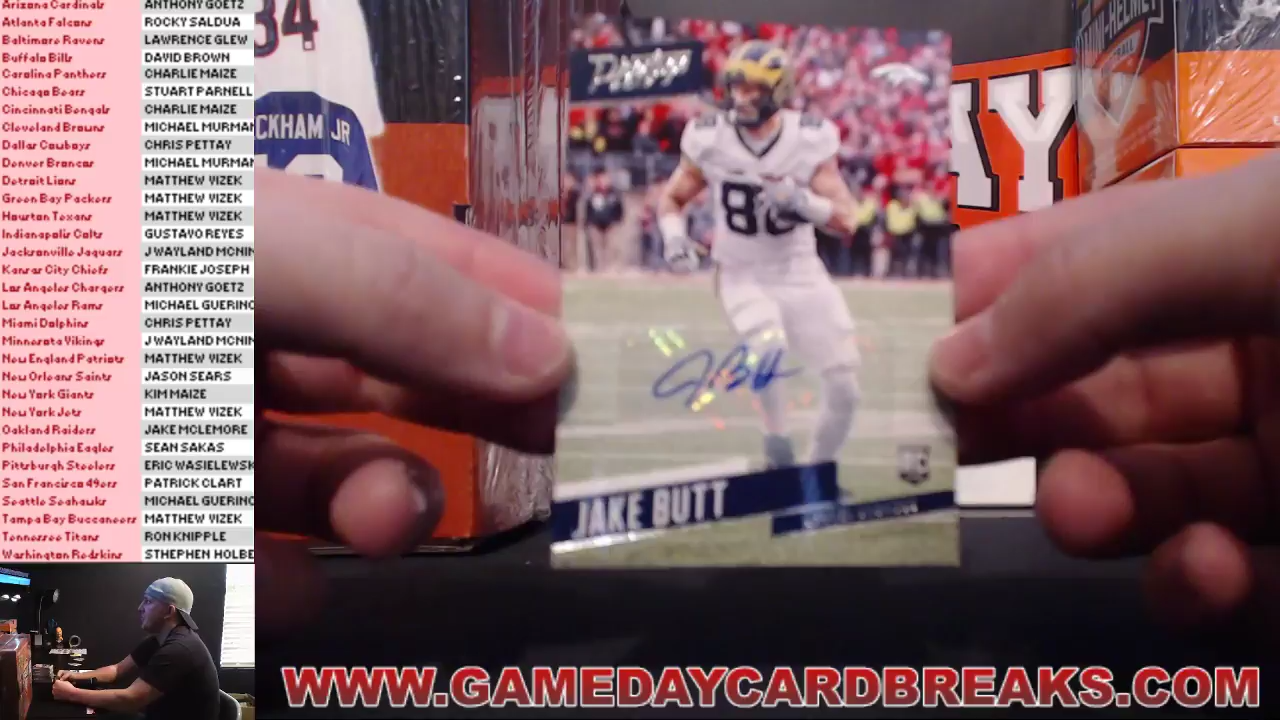 Arizona Cardinals ANTHONY GOETZ
Atlanta Falcons ROCKY SALDUA
Baltimore Ravens LAWRENCE GLEW
Buffalo Bills DAVID BROWN
Carolina Panthers CHARLIE MAIZE
Chicago Bears STUART PARNELL
Cincinnati Bengals CHARLIE MAIZE
Cleveland Browns MICHAEL MURMAN
Dallas Cowboys CHRIS PETTAY
Denver Broncos MICHAEL MURMAN
Detroit Lions MATTHEW VIZEK
Green Bay Packers MATTHEW VIZEK
Houston Texans MATTHEW VIZEK
Indianapolis Colts GUSTAVO REYES
Jacksonville Jaguars J WAYLAND MCNIN
Kansas City Chiefs FRANKIE JOSEPH
Los Angeles Chargers ANTHONY GOETZ
Los Angeles Rams MICHAEL GUERINO
Miami Dolphins CHRIS PETTAY
Minnesota Vikings J WAYLAND MCNIN
New England Patriots MATTHEW VIZEK
New Orleans Saints JASON SEARS
New York Giants KIM MAIZE
New York Jets MATTHEW VIZEK
Oakland Raiders JAKE MCLEMORE
Philadelphia Eagles SEAN SAKAS
Pittsburgh Steelers ERIC WASIELEWSK
San Francisco 49ers PATRICK CLART
Seattle Seahawks MICHAEL GUERINO
Tampa Bay Buccaneers MATTHEW VIZEK
Tennessee Titans RON KNIPPLE
Washington Redskins STHEPHEN HOLBE
84
CKHAM JR
Prestige
MINI-HELMET
AY
88
RC
JAKE BUTT
WWW.GAMEDAYCARDBREAKS.COM